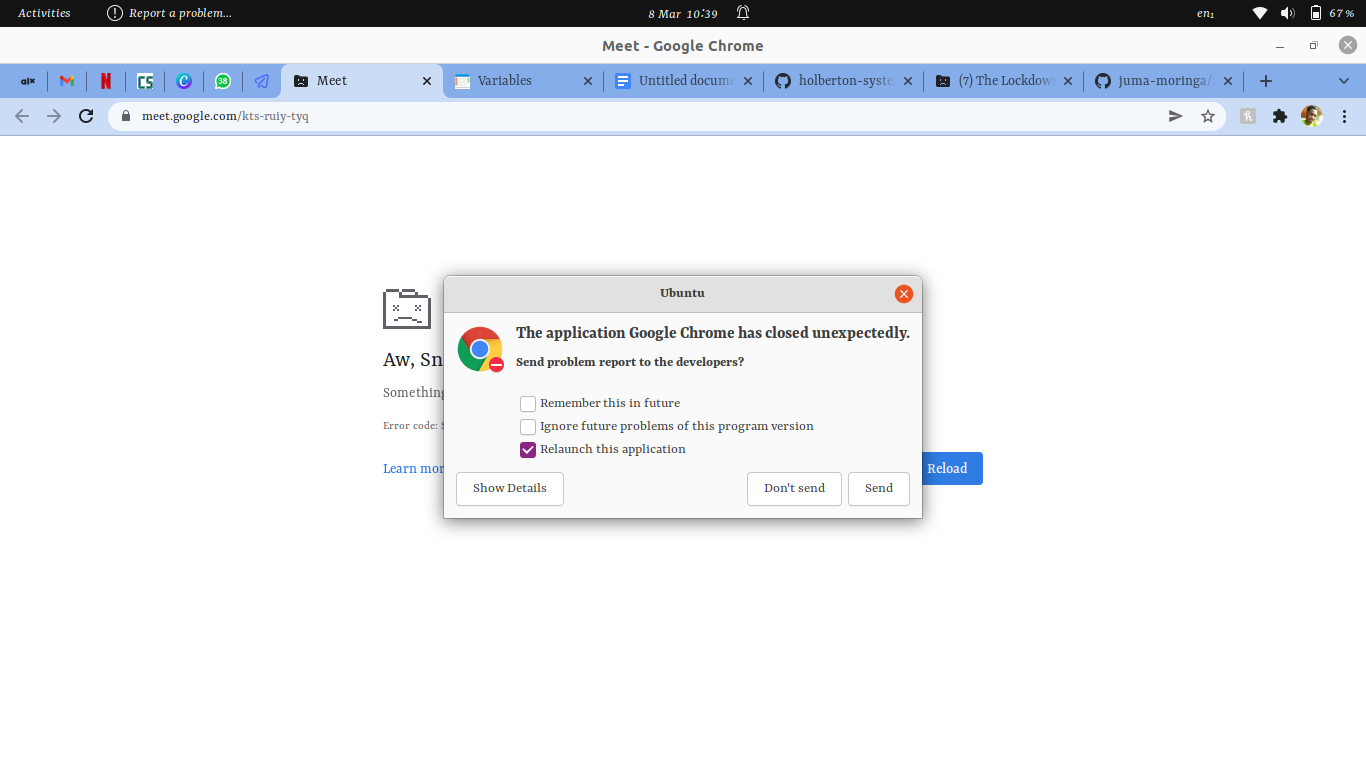 Activities
Report a problem...
8 Mar 10:39
en₁
67 %
Meet - Google Chrome
alx
CS
38
Meet
Variables
Untitled docume
holberton-syste
(7) The Lockdow
juma-moringa/
meet.google.com/kts-ruiy-tyq
Ubuntu
The application Google Chrome has closed unexpectedly.
Send problem report to the developers?
Remember this in future
Ignore future problems of this program version
Relaunch this application
Show Details
Don't send
Send
Aw, Sn
Something
Error code: S
Learn mor
Reload